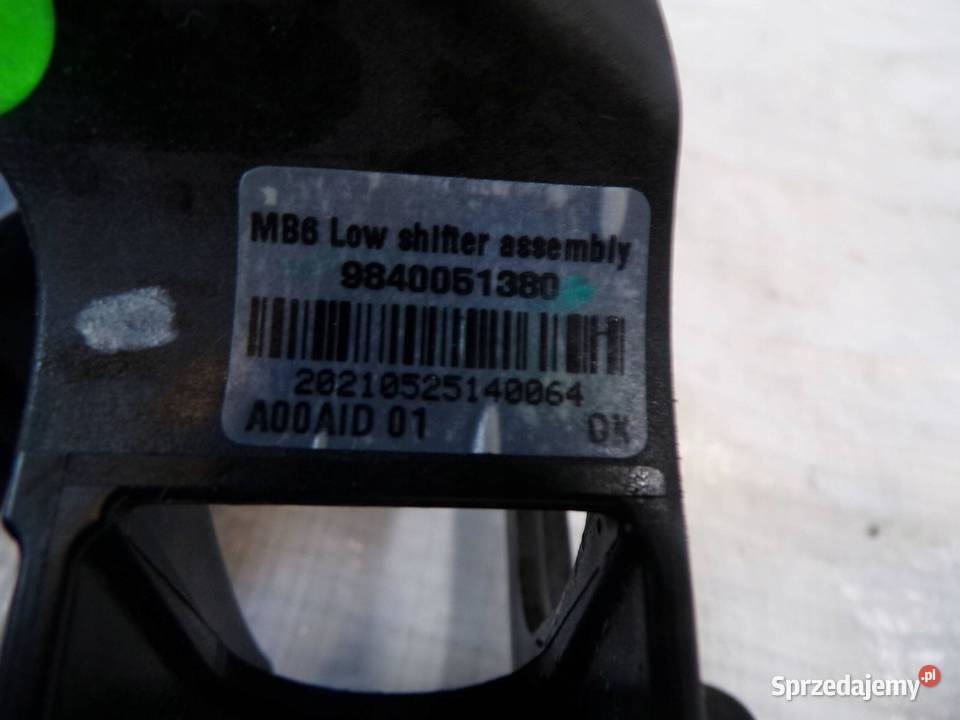 MB6 Low shifter assembly
9840051380
H
20210525140064
A00AID 01
OK
Sprzedajemy.pl